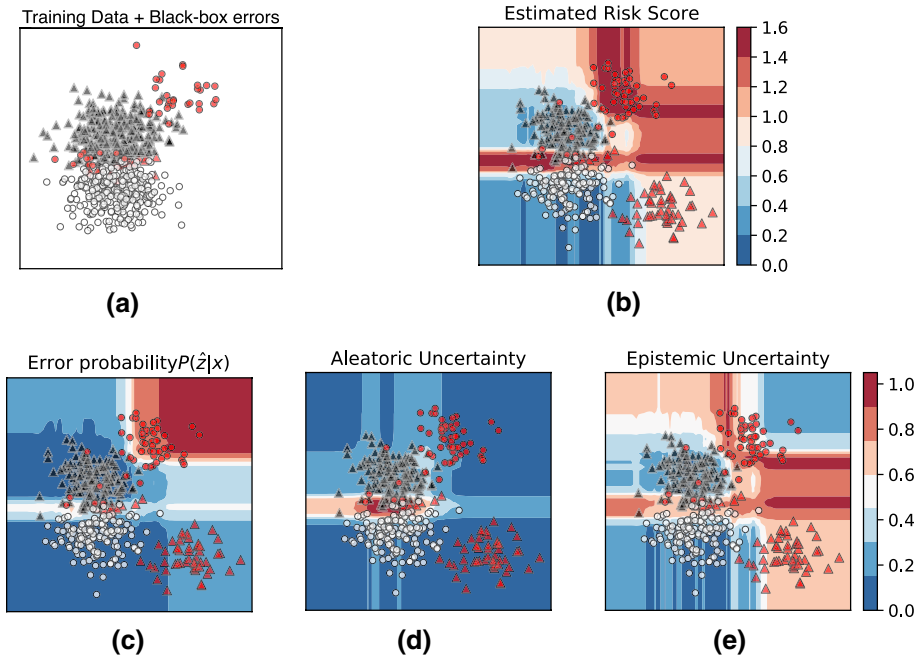 Training Data + Black-box errors
(a)
Estimated Risk Score
1.6
1.4
1.2
1.0
0.8
0.6
0.4
0.2
0.0
(b)
Error probabilityP(ẑ|x)
(c)
Aleatoric Uncertainty
(d)
Epistemic Uncertainty
1.0
0.8
0.6
0.4
0.2
0.0
(e)